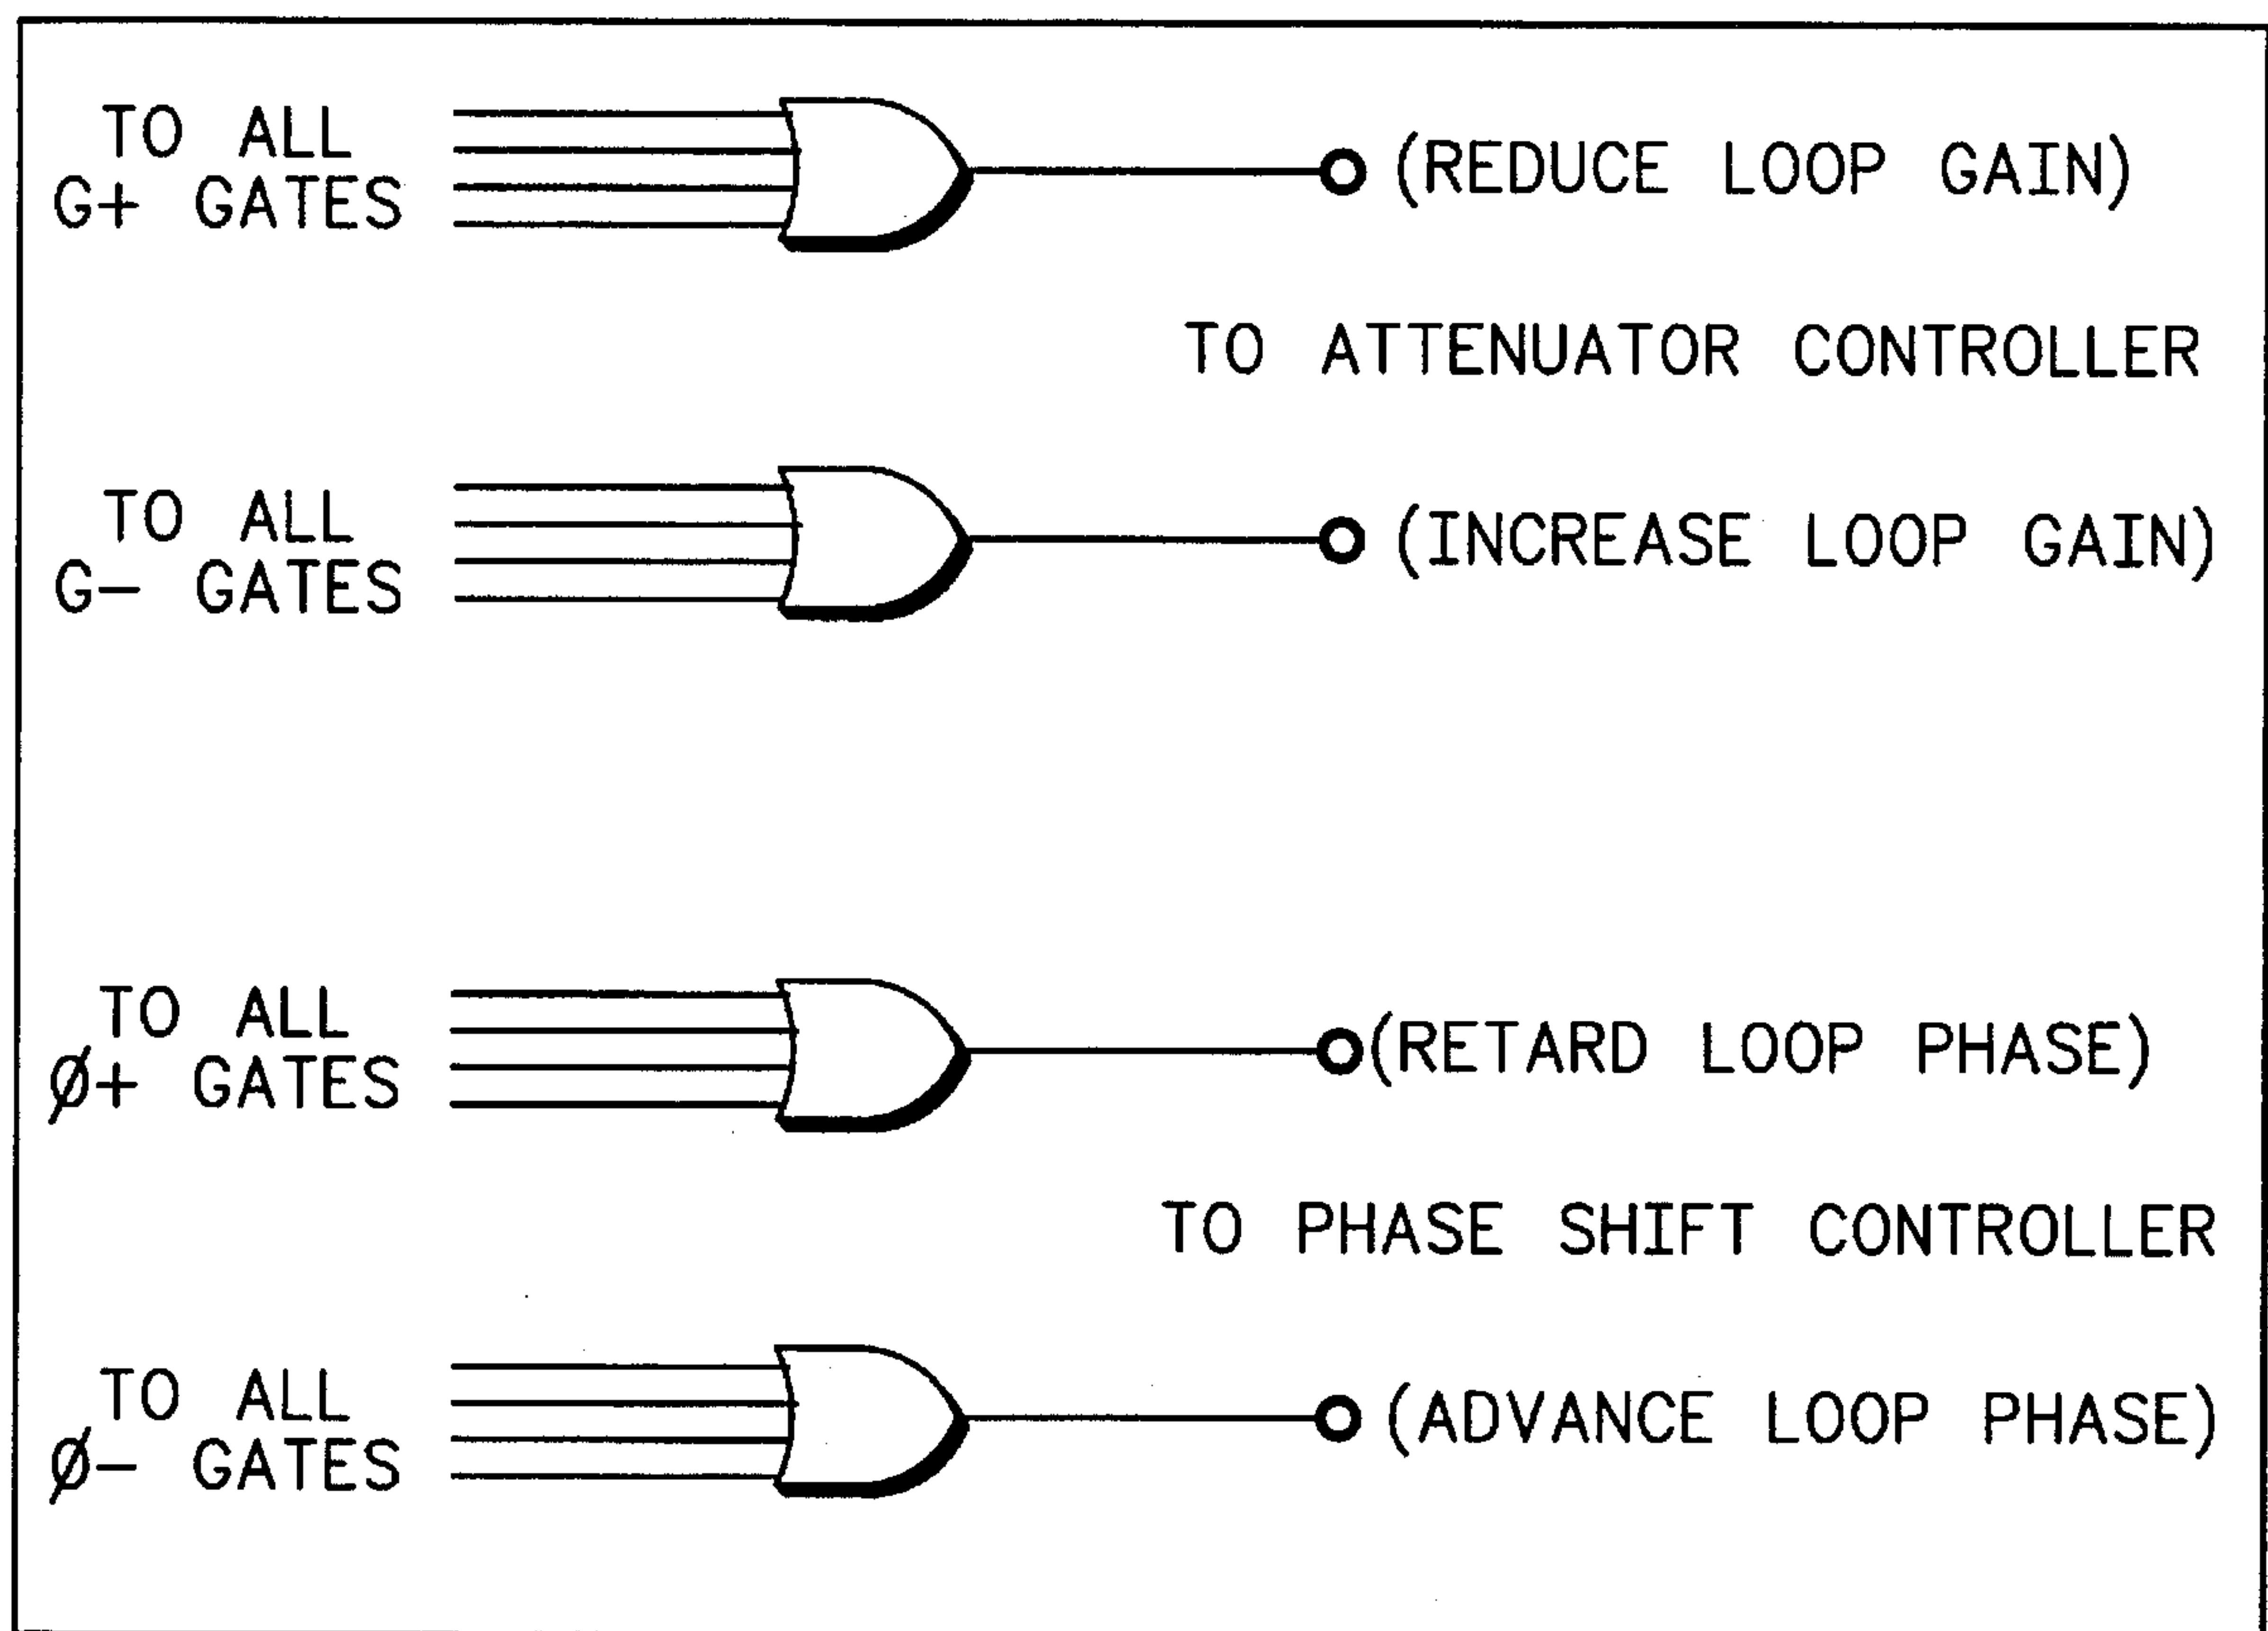 TO ALL
G+ GATES
(REDUCE LOOP GAIN)
TO ATTENUATOR CONTROLLER
TO ALL
G- GATES
(INCREASE LOOP GAIN)
TO ALL
Ø+ GATES
(RETARD LOOP PHASE)
TO PHASE SHIFT CONTROLLER
TO ALL
Ø- GATES
(ADVANCE LOOP PHASE)